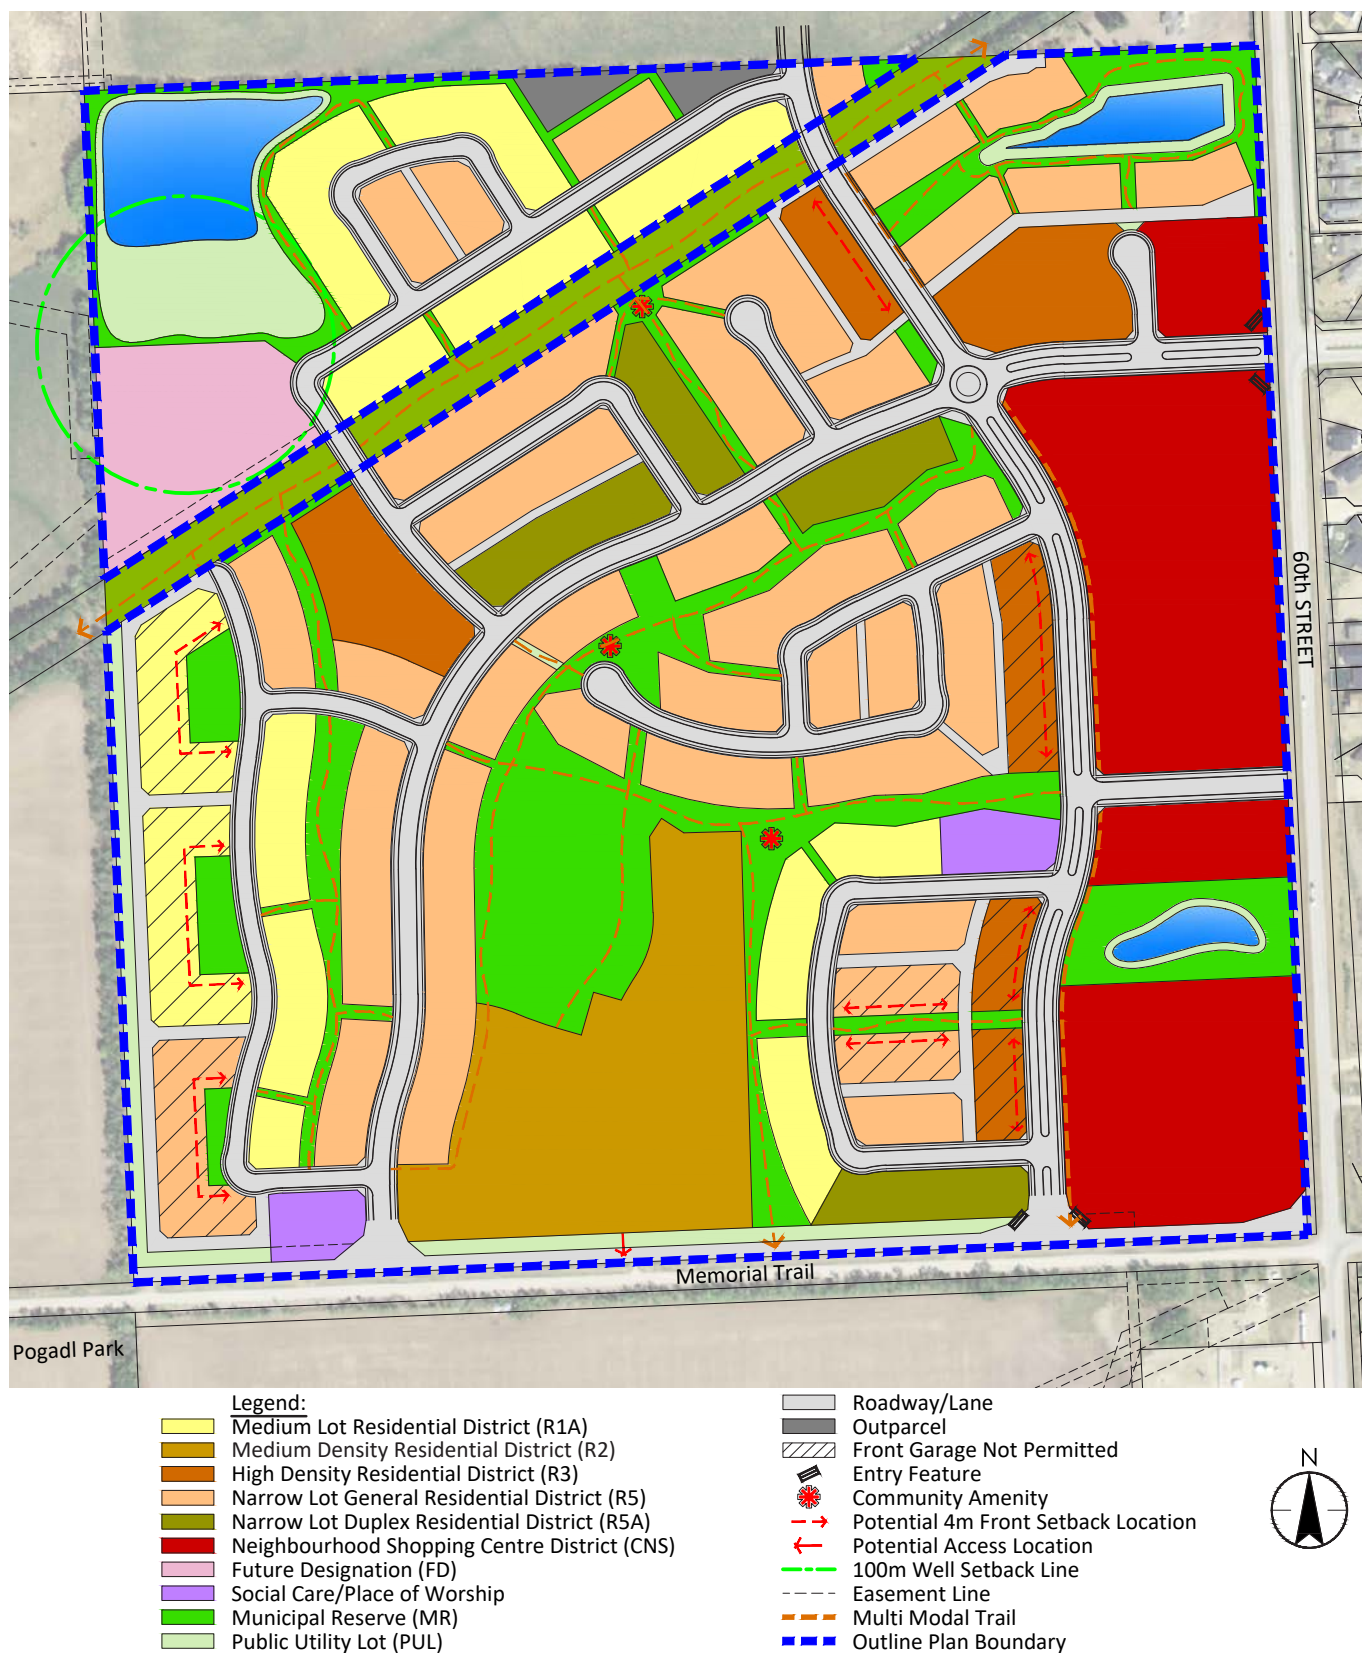 60th STREET
Memorial Trail
Pogadl Park
Legend:
Medium Lot Residential District (R1A)
Medium Density Residential District (R2)
High Density Residential District (R3)
Narrow Lot General Residential District (R5)
Narrow Lot Duplex Residential District (R5A)
Neighbourhood Shopping Centre District (CNS)
Future Designation (FD)
Social Care/Place of Worship
Municipal Reserve (MR)
Public Utility Lot (PUL)
Roadway/Lane
Outparcel
Front Garage Not Permitted
Entry Feature
Community Amenity
Potential 4m Front Setback Location
Potential Access Location
100m Well Setback Line
Easement Line
Multi Modal Trail
Outline Plan Boundary
N